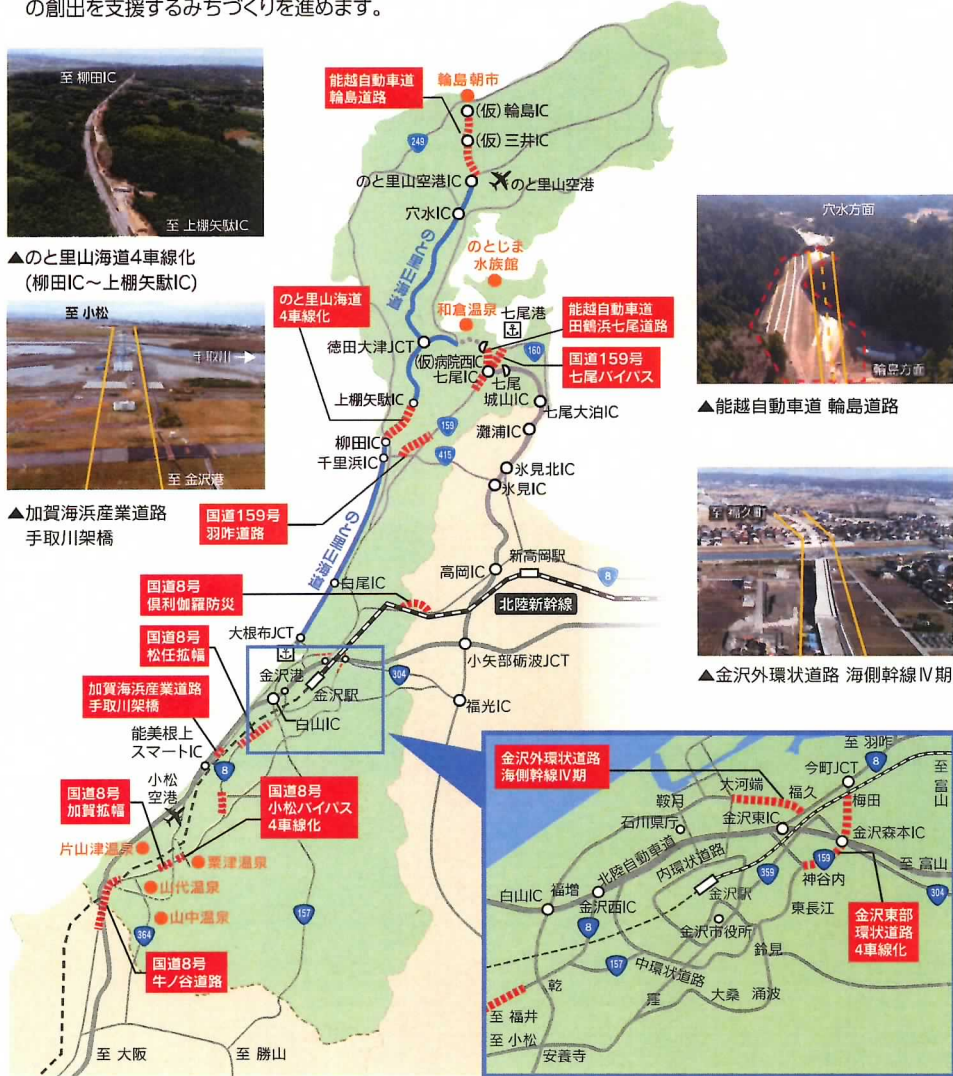 の創出を支援するみちづくりを進めます。
至 柳田IC
至 上棚矢駄IC
▲のと里山海道4車線化
(柳田IC～上棚矢駄IC)
至 小松
手取川
至 金沢港
▲加賀海浜産業道路
手取川架橋
能越自動車道
輪島道路
輪島朝市
(仮)輪島IC
(仮)三井IC
249
のと里山空港IC
のと里山空港
穴水IC
のと里山海道
のとじま
水族館
和倉温泉
七尾港
のと里山海道
4車線化
能越自動車道
田鶴浜七尾道路
徳田大津JCT
(仮)病院西IC
七尾IC
160
国道159号
七尾バイパス
七尾
城山IC
上棚矢駄IC
七尾大泊IC
159
灘浦IC
柳田IC
415
千里浜IC
氷見北IC
氷見IC
国道159号
羽咋道路
のと里山海道
穴水方面
輪島方面
▲能越自動車道 輪島道路
至 福久町
▲金沢外環状道路 海側幹線Ⅳ期
新高岡駅
高岡IC
8
白尾IC
国道8号
倶利伽羅防災
北陸新幹線
国道8号
松任拡幅
大根布JCT
小矢部砺波JCT
金沢港
304
金沢駅
加賀海浜産業道路
手取川架橋
福光IC
白山IC
能美根上
スマートIC
8
小松
空港
国道8号
加賀拡幅
国道8号
小松バイパス
4車線化
片山津温泉
粟津温泉
山代温泉
山中温泉
157
364
国道8号
牛ノ谷道路
至 大阪
至 勝山
金沢外環状道路
海側幹線Ⅳ期
至 羽咋
8
至 富山
今町JCT
大河端
福久
梅田
鞍月
石川県庁
金沢東IC
金沢森本IC
北陸自動車道
内環状道路
159
至 富山
359
神谷内
304
白山IC
福増
金沢西IC
金沢駅
東長江
8
金沢市役所
金沢東部
環状道路
4車線化
鈴見
157
中環状道路
乾
窪
大桑
涌波
至 福井
至 小松
安養寺